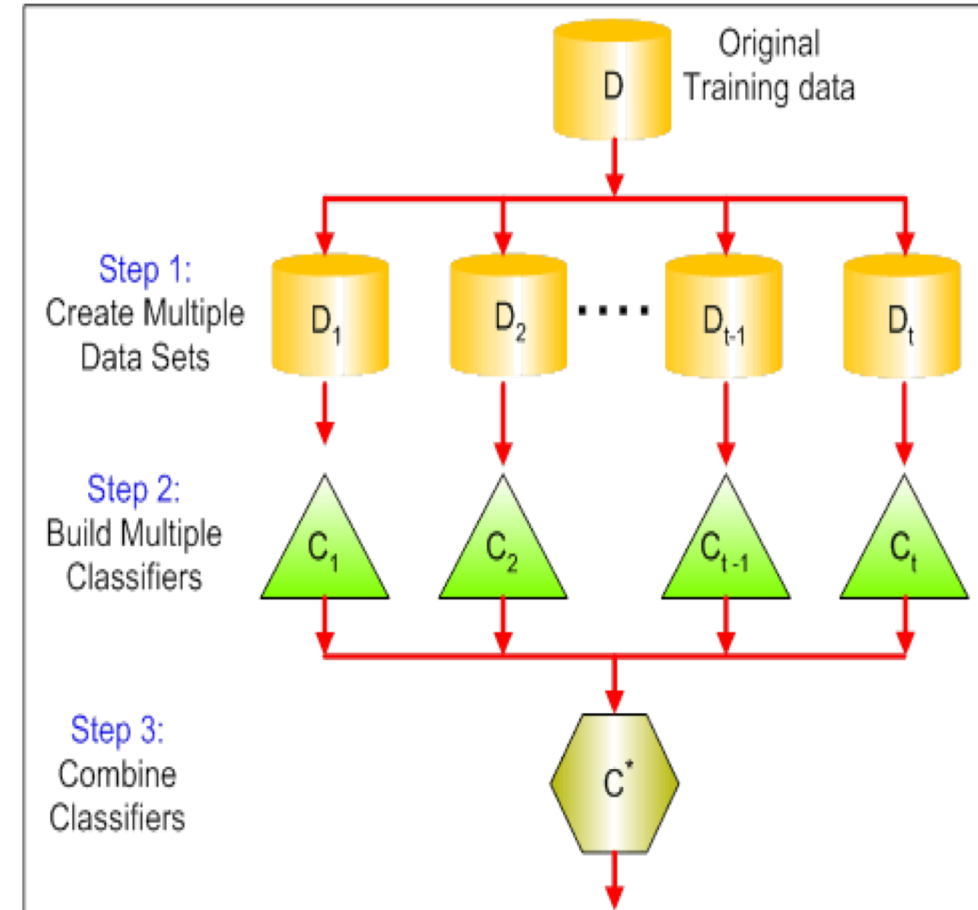 Original
Training data
D
Step 1:
Create Multiple
Data Sets
D₁ D₂ .... Dₜ₋₁ Dₜ
Step 2:
Build Multiple
Classifiers
C₁ C₂ Cₜ₋₁ Cₜ
Step 3:
Combine
Classifiers
C*